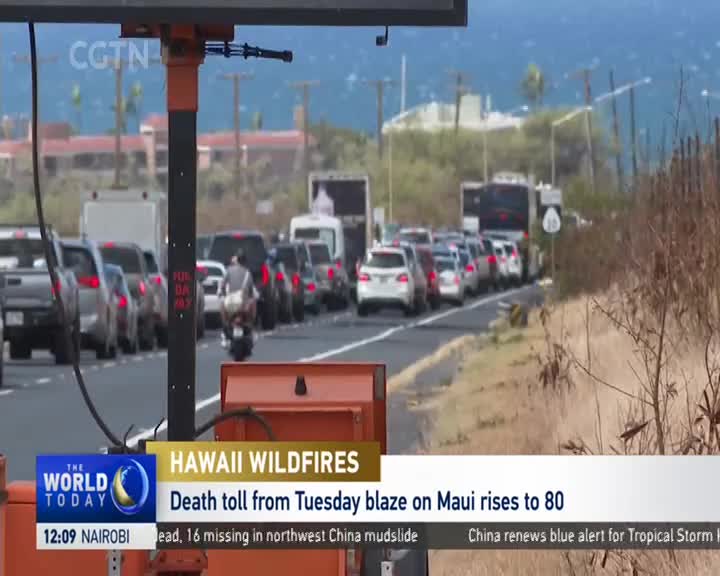 CGTN
HAWAII WILDFIRES
THE
WORLD
TODAY
Death toll from Tuesday blaze on Maui rises to 80
12:09 NAIROBI
dead, 16 missing in northwest China mudslide China renews blue alert for Tropical Storm